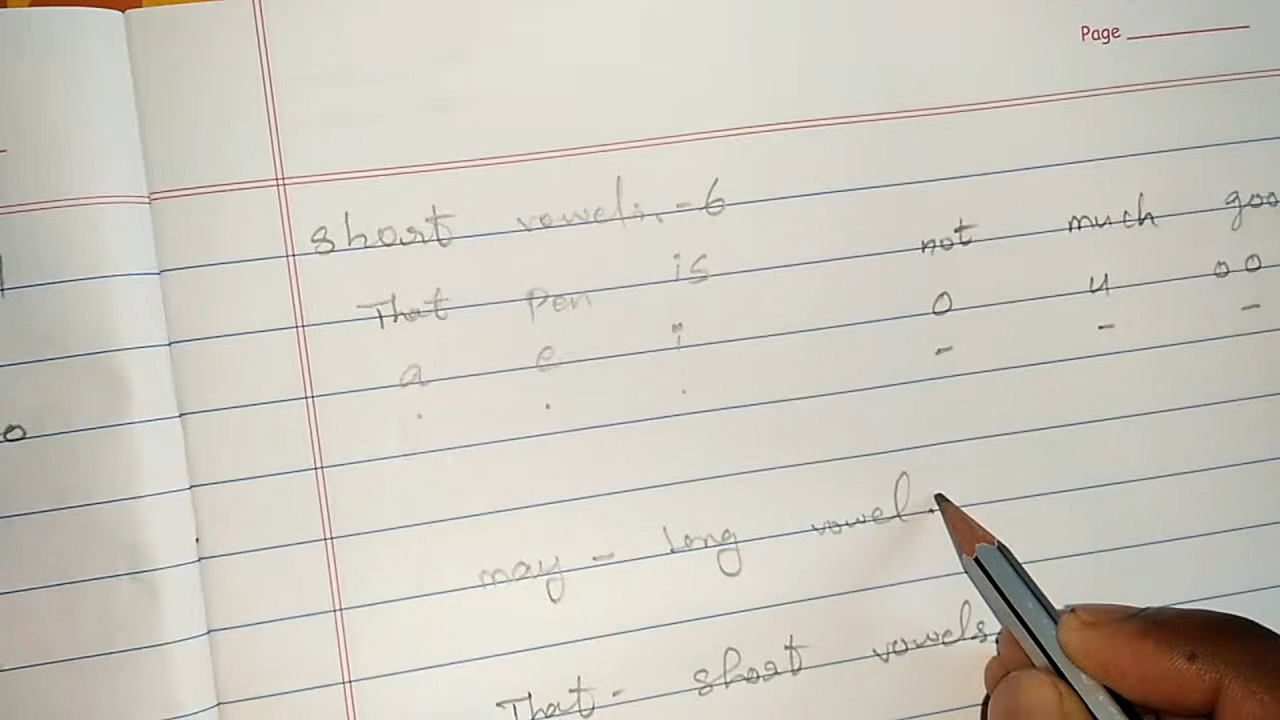 Page
short vowels.-6
That Pen is not much goo
a e i o u oo
. . . - - -
may - long vowel.
That - short vowels